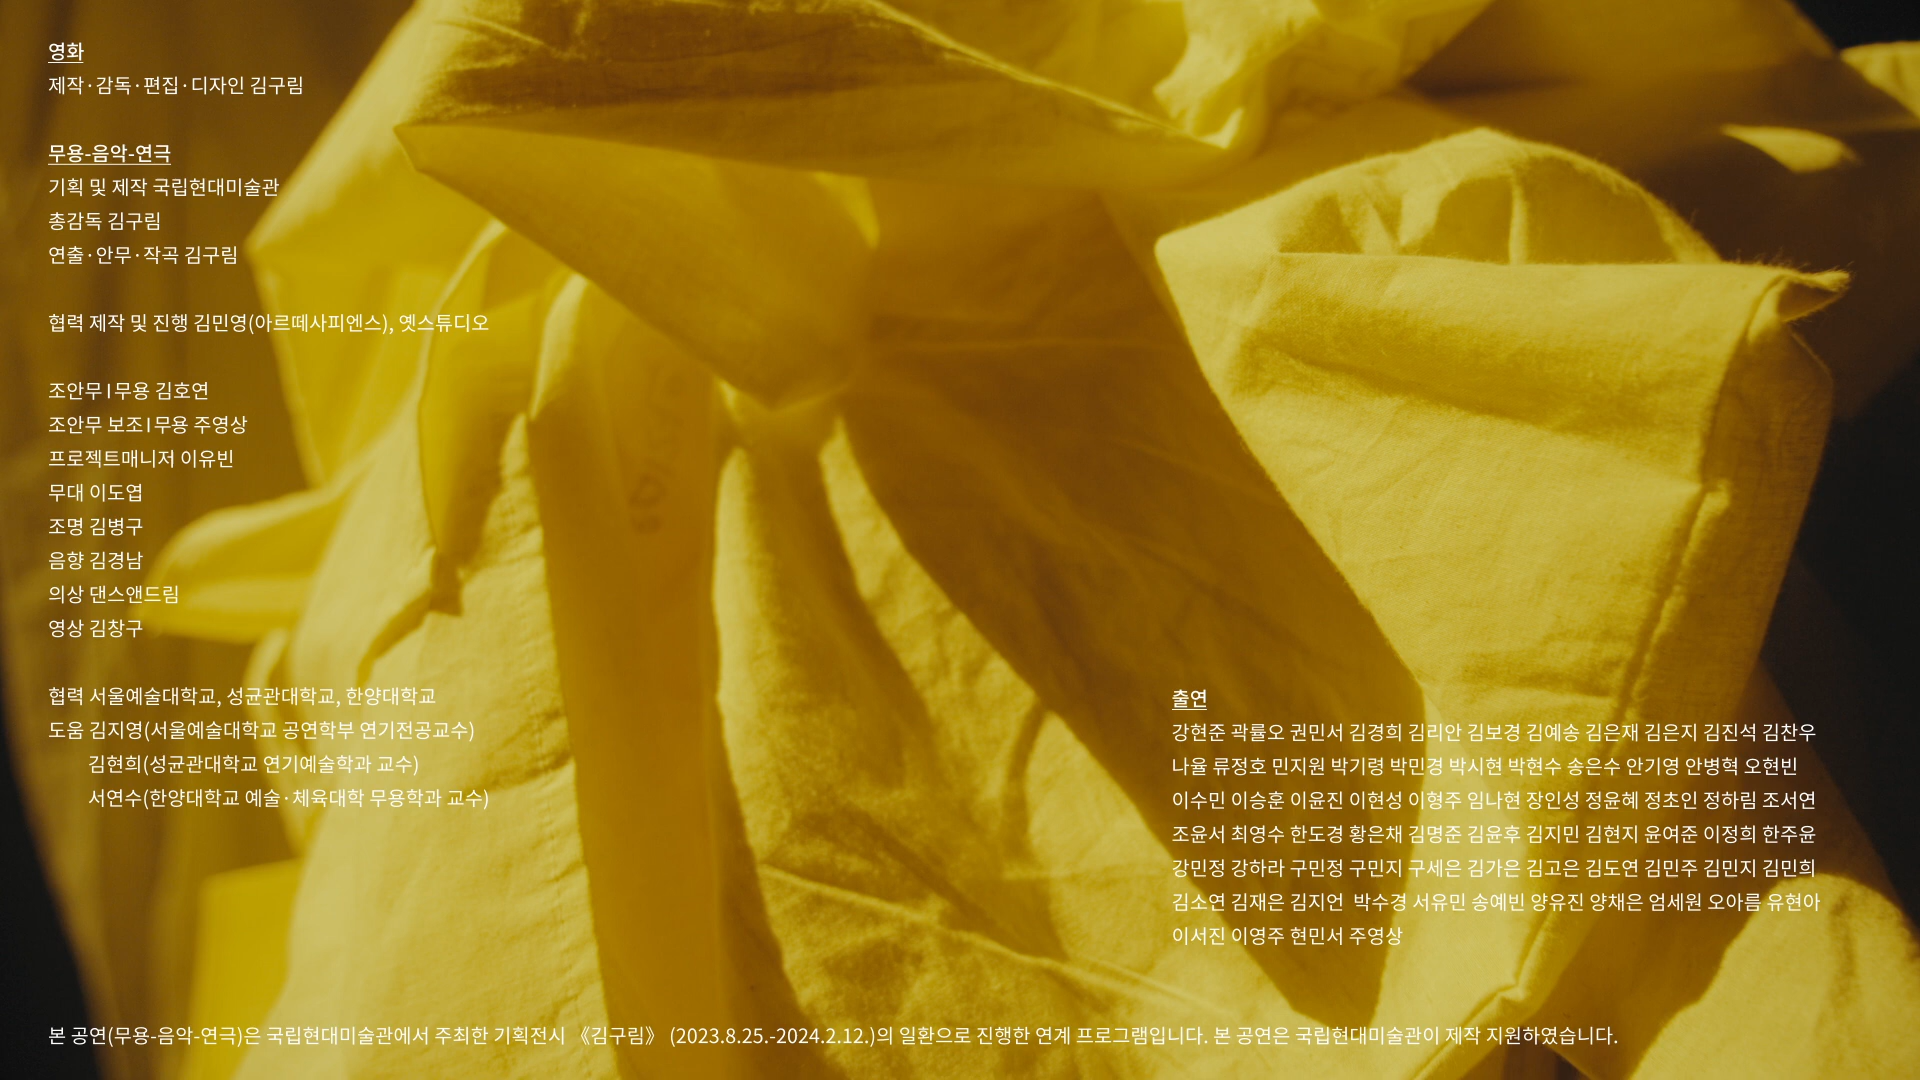 영화
제작·감독·편집·디자인 김구림
무용-음악-연극
기획 및 제작 국립현대미술관
총감독 김구림
연출·안무·작곡 김구림
협력 제작 및 진행 김민영(아르떼사피엔스), 옛스튜디오
조안무 I 무용 김호연
조안무 보조 I 무용 주영상
프로젝트매니저 이유빈
무대 이도엽
조명 김병구
음향 김경남
의상 댄스앤드림
영상 김창구
협력 서울예술대학교, 성균관대학교, 한양대학교
도움 김지영(서울예술대학교 공연학부 연기전공교수)
김현희(성균관대학교 연기예술학과 교수)
서연수(한양대학교 예술·체육대학 무용학과 교수)
출연
강현준 곽률오 권민서 김경희 김리안 김보경 김예송 김은재 김은지 김진석 김찬우
나율 류정호 민지원 박기령 박민경 박시현 박현수 송은수 안기영 안병혁 오현빈
이수민 이승훈 이윤진 이현성 이형주 임나현 장인성 정윤혜 정초인 정하림 조서연
조윤서 최영수 한도경 황은채 김명준 김윤후 김지민 김현지 윤여준 이정희 한주윤
강민정 강하라 구민정 구민지 구세은 김가은 김고은 김도연 김민주 김민지 김민희
김소연 김재은 김지언 박수경 서유민 송예빈 양유진 양채은 엄세원 오아름 유현아
이서진 이영주 현민서 주영상
본 공연(무용-음악-연극)은 국립현대미술관에서 주최한 기획전시 《김구림》 (2023.8.25.-2024.2.12.)의 일환으로 진행한 연계 프로그램입니다. 본 공연은 국립현대미술관이 제작 지원하였습니다.